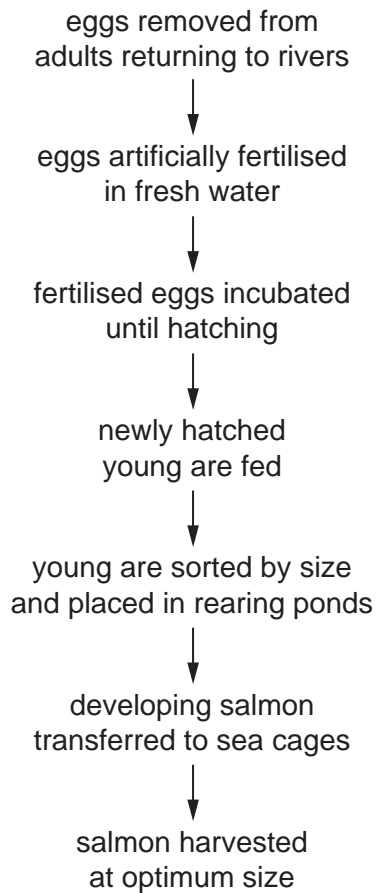 eggs removed from
adults returning to rivers
eggs artificially fertilised
in fresh water
fertilised eggs incubated
until hatching
newly hatched
young are fed
young are sorted by size
and placed in rearing ponds
developing salmon
transferred to sea cages
salmon harvested
at optimum size